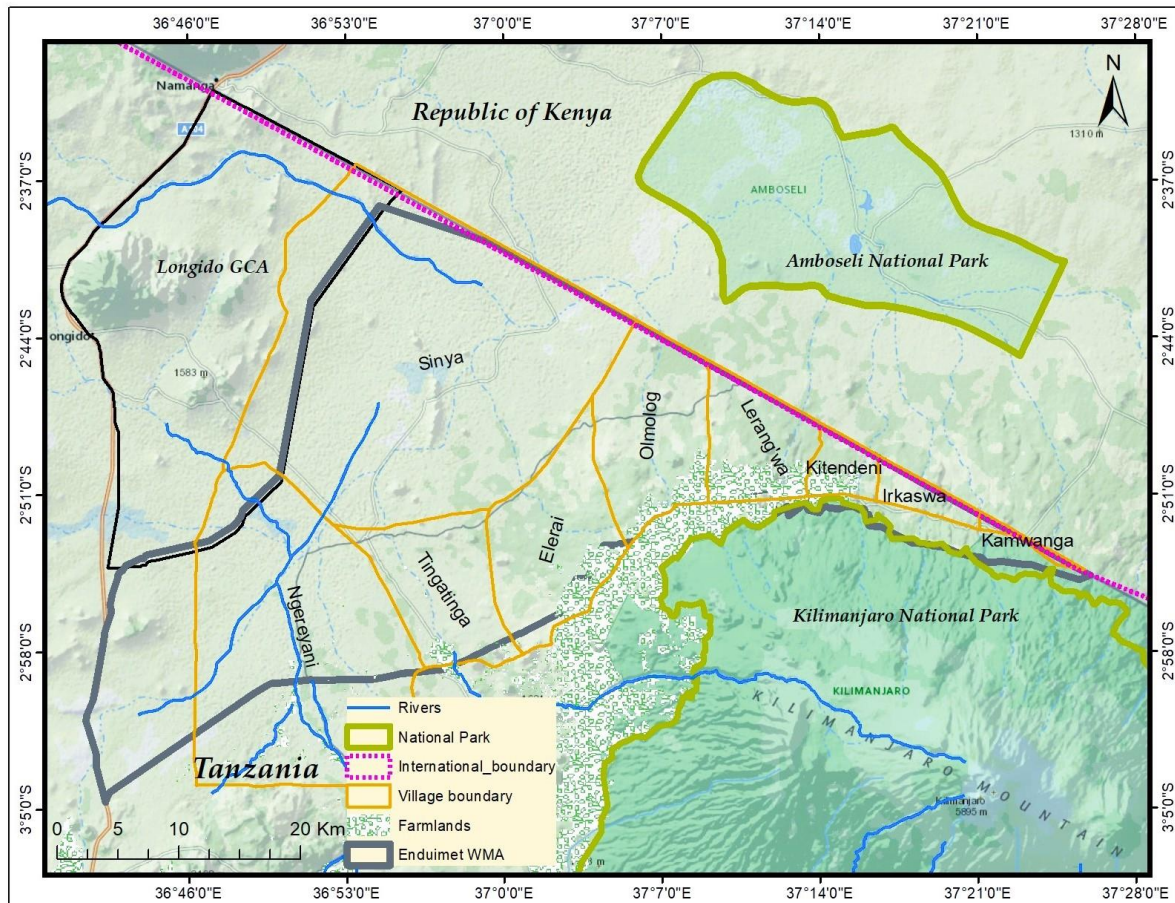 36°46'0"E
36°53'0"E
37°0'0"E
37°7'0"E
37°14'0"E
37°21'0"E
37°28'0"E
Namanga
Republic of Kenya
N
1310 m
2°37'0"S
AMBOSELI
2°37'0"S
Longido GCA
Amboseli National Park
ongido
2°44'0"S
1583 m
Sinya
2°44'0"S
Olmolog
Lerang'wa
Kitendeni
2°51'0"S
Irkaswa
2°51'0"S
Elerai
Kamwanga
Tingatinga
Ngereyani
Kilimanjaro National Park
2°58'0"S
2°58'0"S
KILIMANJARO
Rivers
National Park
International_boundary
Village boundary
Farmlands
Enduimet WMA
Tanzania
KILIMANJARO MOUNTAIN
Kilimanjaro
5895 m
3°5'0"S
3°5'0"S
0 5 10 20 Km
36°46'0"E
36°53'0"E
37°0'0"E
37°7'0"E
37°14'0"E
37°21'0"E
37°28'0"E